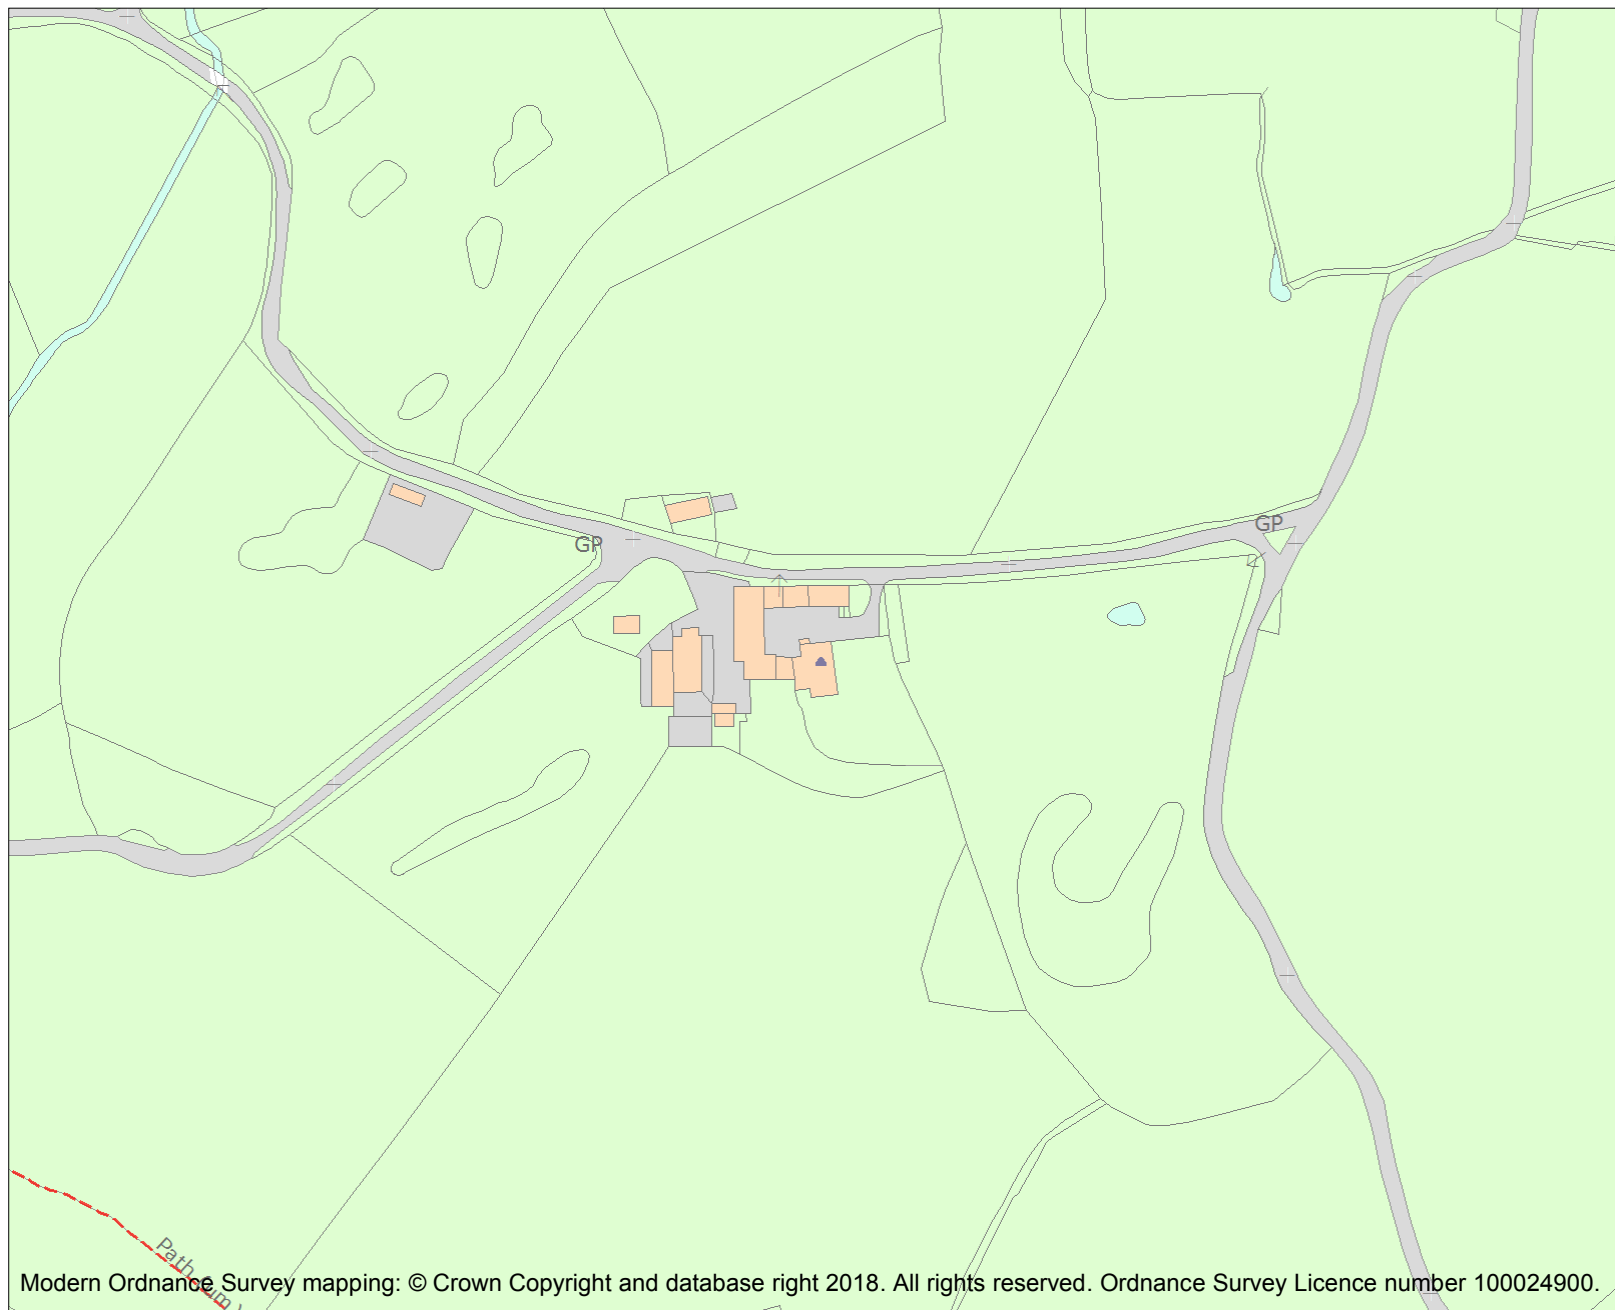 GP
GP
Path (um)
Modern Ordnance Survey mapping: © Crown Copyright and database right 2018. All rights reserved. Ordnance Survey Licence number 100024900.